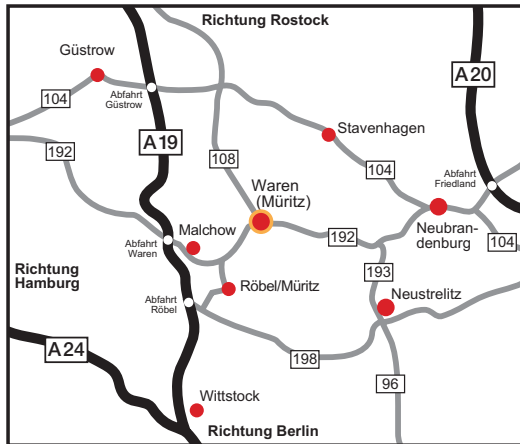 Richtung Rostock
Güstrow
A20
104
Abfahrt
Güstrow
Stavenhagen
A19
192
108
104
Abfahrt
Friedland
Waren
(Müritz)
Malchow
192
Neubran-
denburg
104
Abfahrt
Waren
Richtung
Hamburg
193
Röbel/Müritz
Neustrelitz
Abfahrt
Röbel
A24
198
96
Wittstock
Richtung Berlin